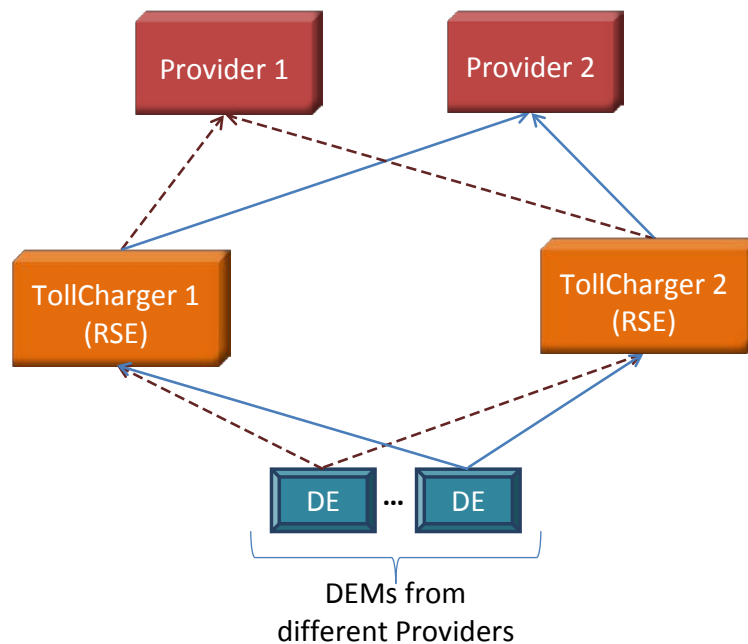 Provider 1
Provider 2
TollCharger 1
(RSE)
TollCharger 2
(RSE)
DE
...
DE
DEMs from
different Providers